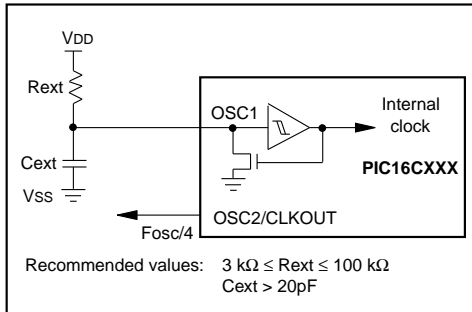 VDD
Rext
OSC1
Internal
clock
Cext
PIC16CXXX
VSS
OSC2/CLKOUT
Fosc/4
Recommended values: 3 kΩ ≤ Rext ≤ 100 kΩ
Cext > 20pF